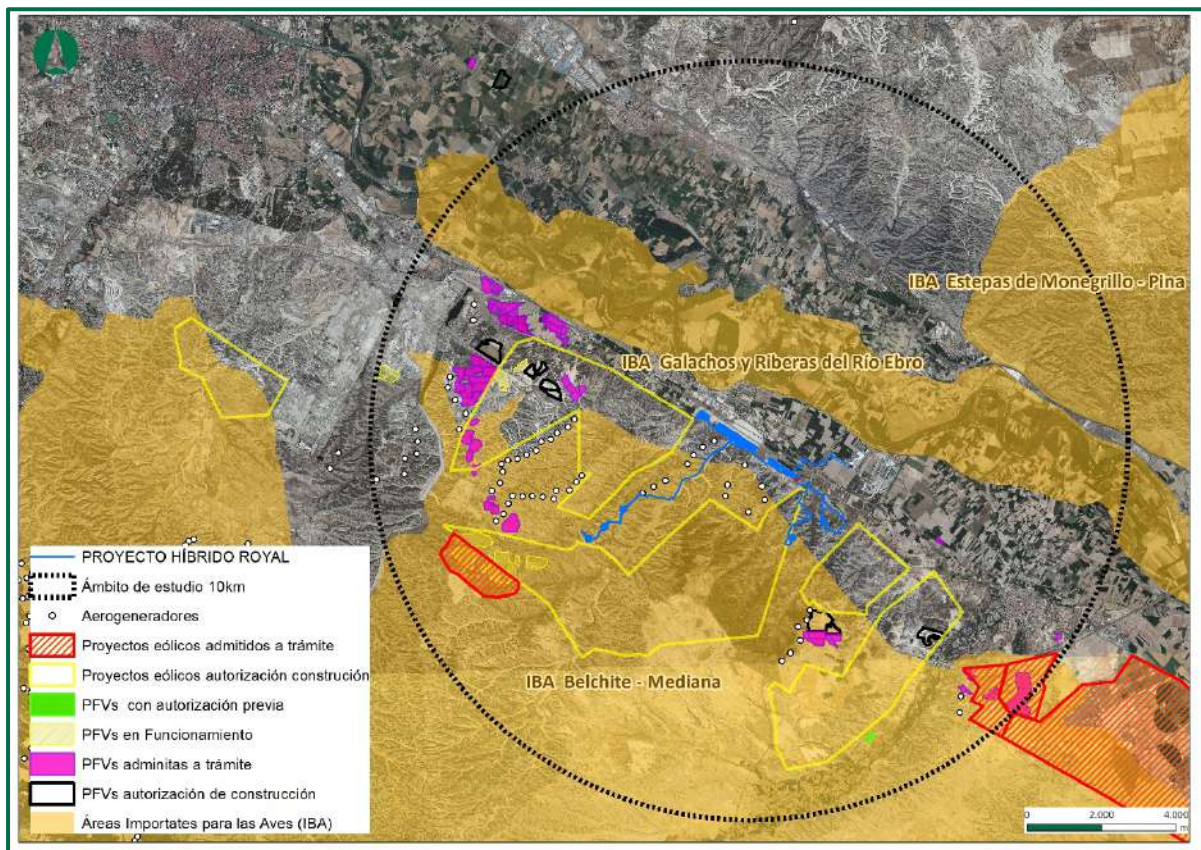 IBA Estepas de Monegrillo - Pina
IBA Galachos y Riberas del Río Ebro
IBA Belchite - Mediana
PROYECTO HÍBRIDO ROYAL
Ámbito de estudio 10km
Aerogeneradores
Proyectos eólicos admitidos a trámite
Proyectos eólicos autorización construción
PFVs con autorización previa
PFVs en Funcionamiento
PFVs adminitas a trámite
PFVs autorización de construcción
Áreas Importates para las Aves (IBA)
0 2.000 4.000
m